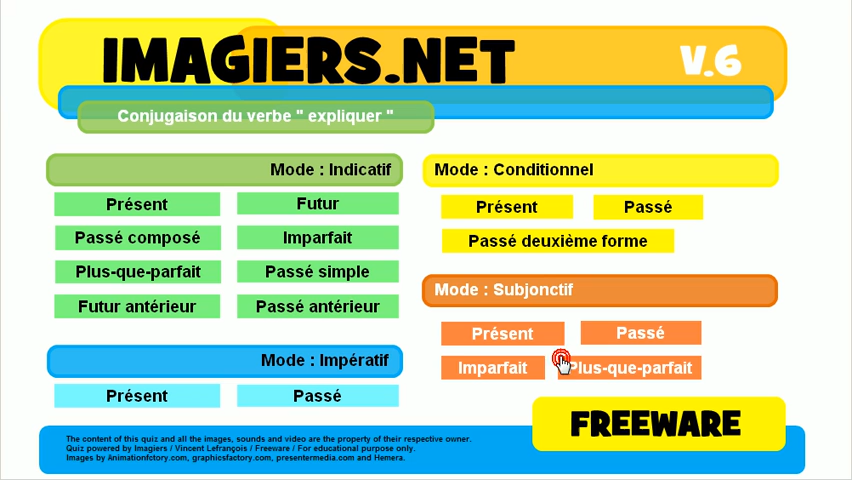 IMAGIERS.NET
V.6
Conjugaison du verbe " expliquer "
Mode : Indicatif
Présent
Futur
Passé composé
Imparfait
Plus-que-parfait
Passé simple
Futur antérieur
Passé antérieur
Mode : Impératif
Présent
Passé
Mode : Conditionnel
Présent
Passé
Passé deuxième forme
Mode : Subjonctif
Présent
Passé
Imparfait
Plus-que-parfait
FREEWARE
The content of this quiz and all the images, sounds and video are the property of their respective owner.
Quiz powered by Imagiers / Vincent Lefrançois / Freeware / For educational purpose only.
Images by Animationfctory.com, graphicsfactory.com, presentermedia.com and Hemera.